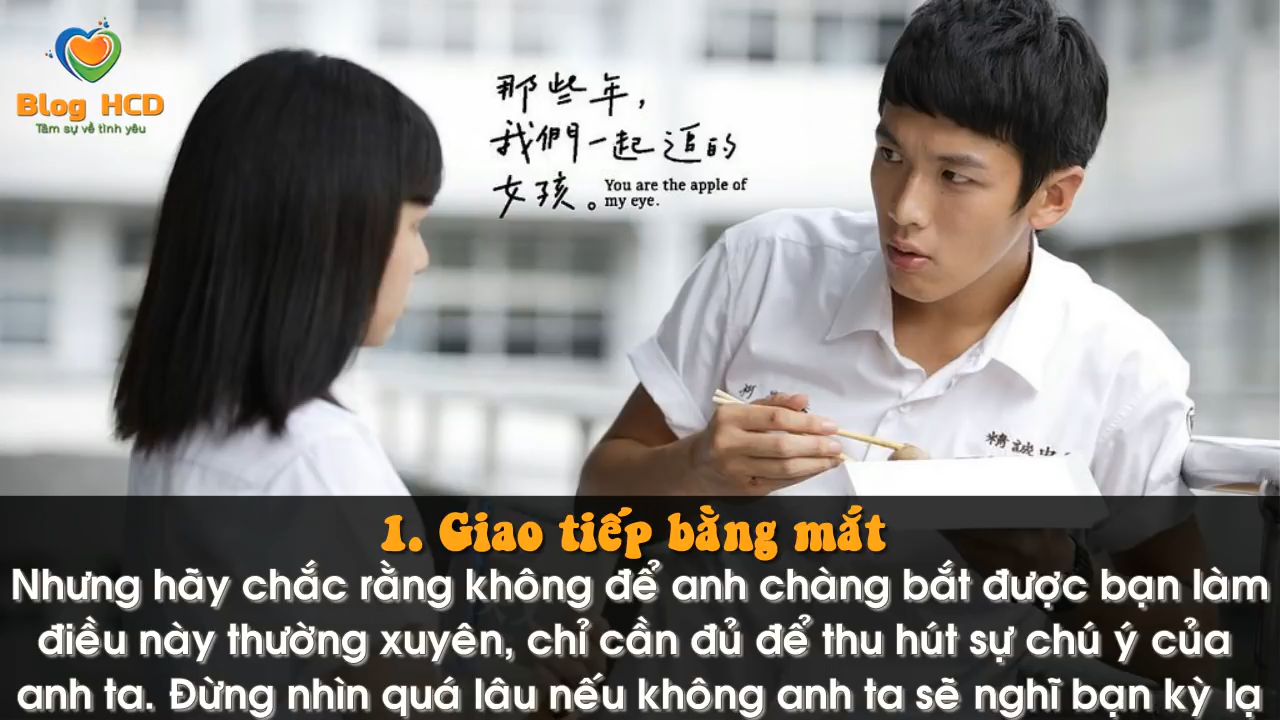 Blog HCD
Tâm sự về tình yêu
那些年,
我們一起追的
女孩。
You are the apple of
my eye.
精誠中
1. Giao tiếp bằng mắt
Nhưng hãy chắc rằng không để anh chàng bắt được bạn làm
điều này thường xuyên, chỉ cần đủ để thu hút sự chú ý của
anh ta. Đừng nhìn quá lâu nếu không anh ta sẽ nghĩ bạn kỳ lạ